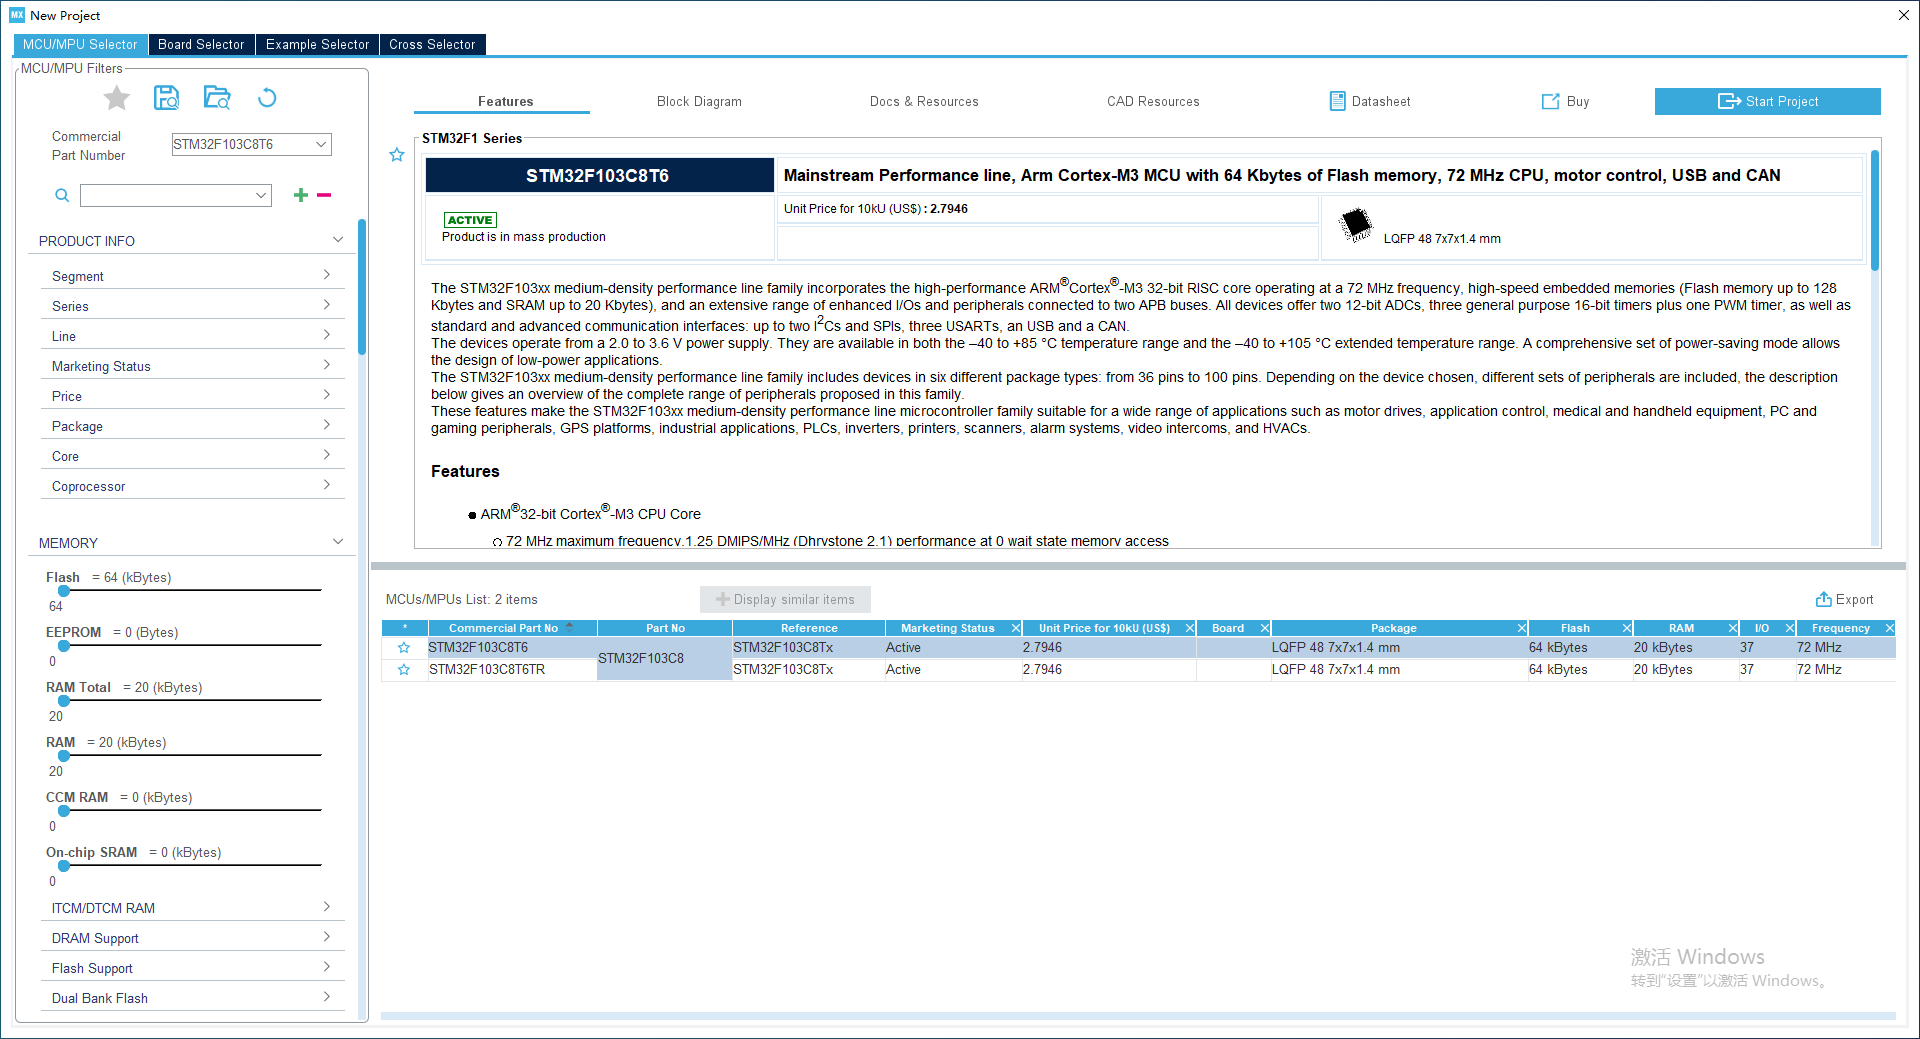 MX New Project
MCU/MPU Selector Board Selector Example Selector Cross Selector
MCU/MPU Filters
Commercial
Part Number
STM32F103C8T6
PRODUCT INFO
Segment
Series
Line
Marketing Status
Price
Package
Core
Coprocessor
MEMORY
Flash = 64 (kBytes)
64
EEPROM = 0 (Bytes)
0
RAM Total = 20 (kBytes)
20
RAM = 20 (kBytes)
20
CCM RAM = 0 (kBytes)
0
On-chip SRAM = 0 (kBytes)
0
ITCM/DTCM RAM
DRAM Support
Flash Support
Dual Bank Flash
Features Block Diagram Docs & Resources CAD Resources Datasheet Buy Start Project
STM32F1 Series
STM32F103C8T6
Mainstream Performance line, Arm Cortex-M3 MCU with 64 Kbytes of Flash memory, 72 MHz CPU, motor control, USB and CAN
ACTIVE
Product is in mass production
Unit Price for 10kU (US$) : 2.7946
LQFP 48 7x7x1.4 mm
The STM32F103xx medium-density performance line family incorporates the high-performance ARM®Cortex®-M3 32-bit RISC core operating at a 72 MHz frequency, high-speed embedded memories (Flash memory up to 128
Kbytes and SRAM up to 20 Kbytes), and an extensive range of enhanced I/Os and peripherals connected to two APB buses. All devices offer two 12-bit ADCs, three general purpose 16-bit timers plus one PWM timer, as well as
standard and advanced communication interfaces: up to two I²Cs and SPIs, three USARTs, an USB and a CAN.
The devices operate from a 2.0 to 3.6 V power supply. They are available in both the –40 to +85 °C temperature range and the –40 to +105 °C extended temperature range. A comprehensive set of power-saving mode allows
the design of low-power applications.
The STM32F103xx medium-density performance line family includes devices in six different package types: from 36 pins to 100 pins. Depending on the device chosen, different sets of peripherals are included, the description
below gives an overview of the complete range of peripherals proposed in this family.
These features make the STM32F103xx medium-density performance line microcontroller family suitable for a wide range of applications such as motor drives, application control, medical and handheld equipment, PC and
gaming peripherals, GPS platforms, industrial applications, PLCs, inverters, printers, scanners, alarm systems, video intercoms, and HVACs.
Features
● ARM®32-bit Cortex®-M3 CPU Core
○ 72 MHz maximum frequency,1.25 DMIPS/MHz (Dhrystone 2.1) performance at 0 wait state memory access
MCUs/MPUs List: 2 items
Display similar items
Export
* Commercial Part No Part No Reference Marketing Status Unit Price for 10kU (US$) Board Package Flash RAM I/O Frequency
STM32F103C8T6 STM32F103C8 STM32F103C8Tx Active 2.7946 LQFP 48 7x7x1.4 mm 64 kBytes 20 kBytes 37 72 MHz
STM32F103C8T6TR STM32F103C8Tx Active 2.7946 LQFP 48 7x7x1.4 mm 64 kBytes 20 kBytes 37 72 MHz
激活 Windows
转到“设置”以激活 Windows。